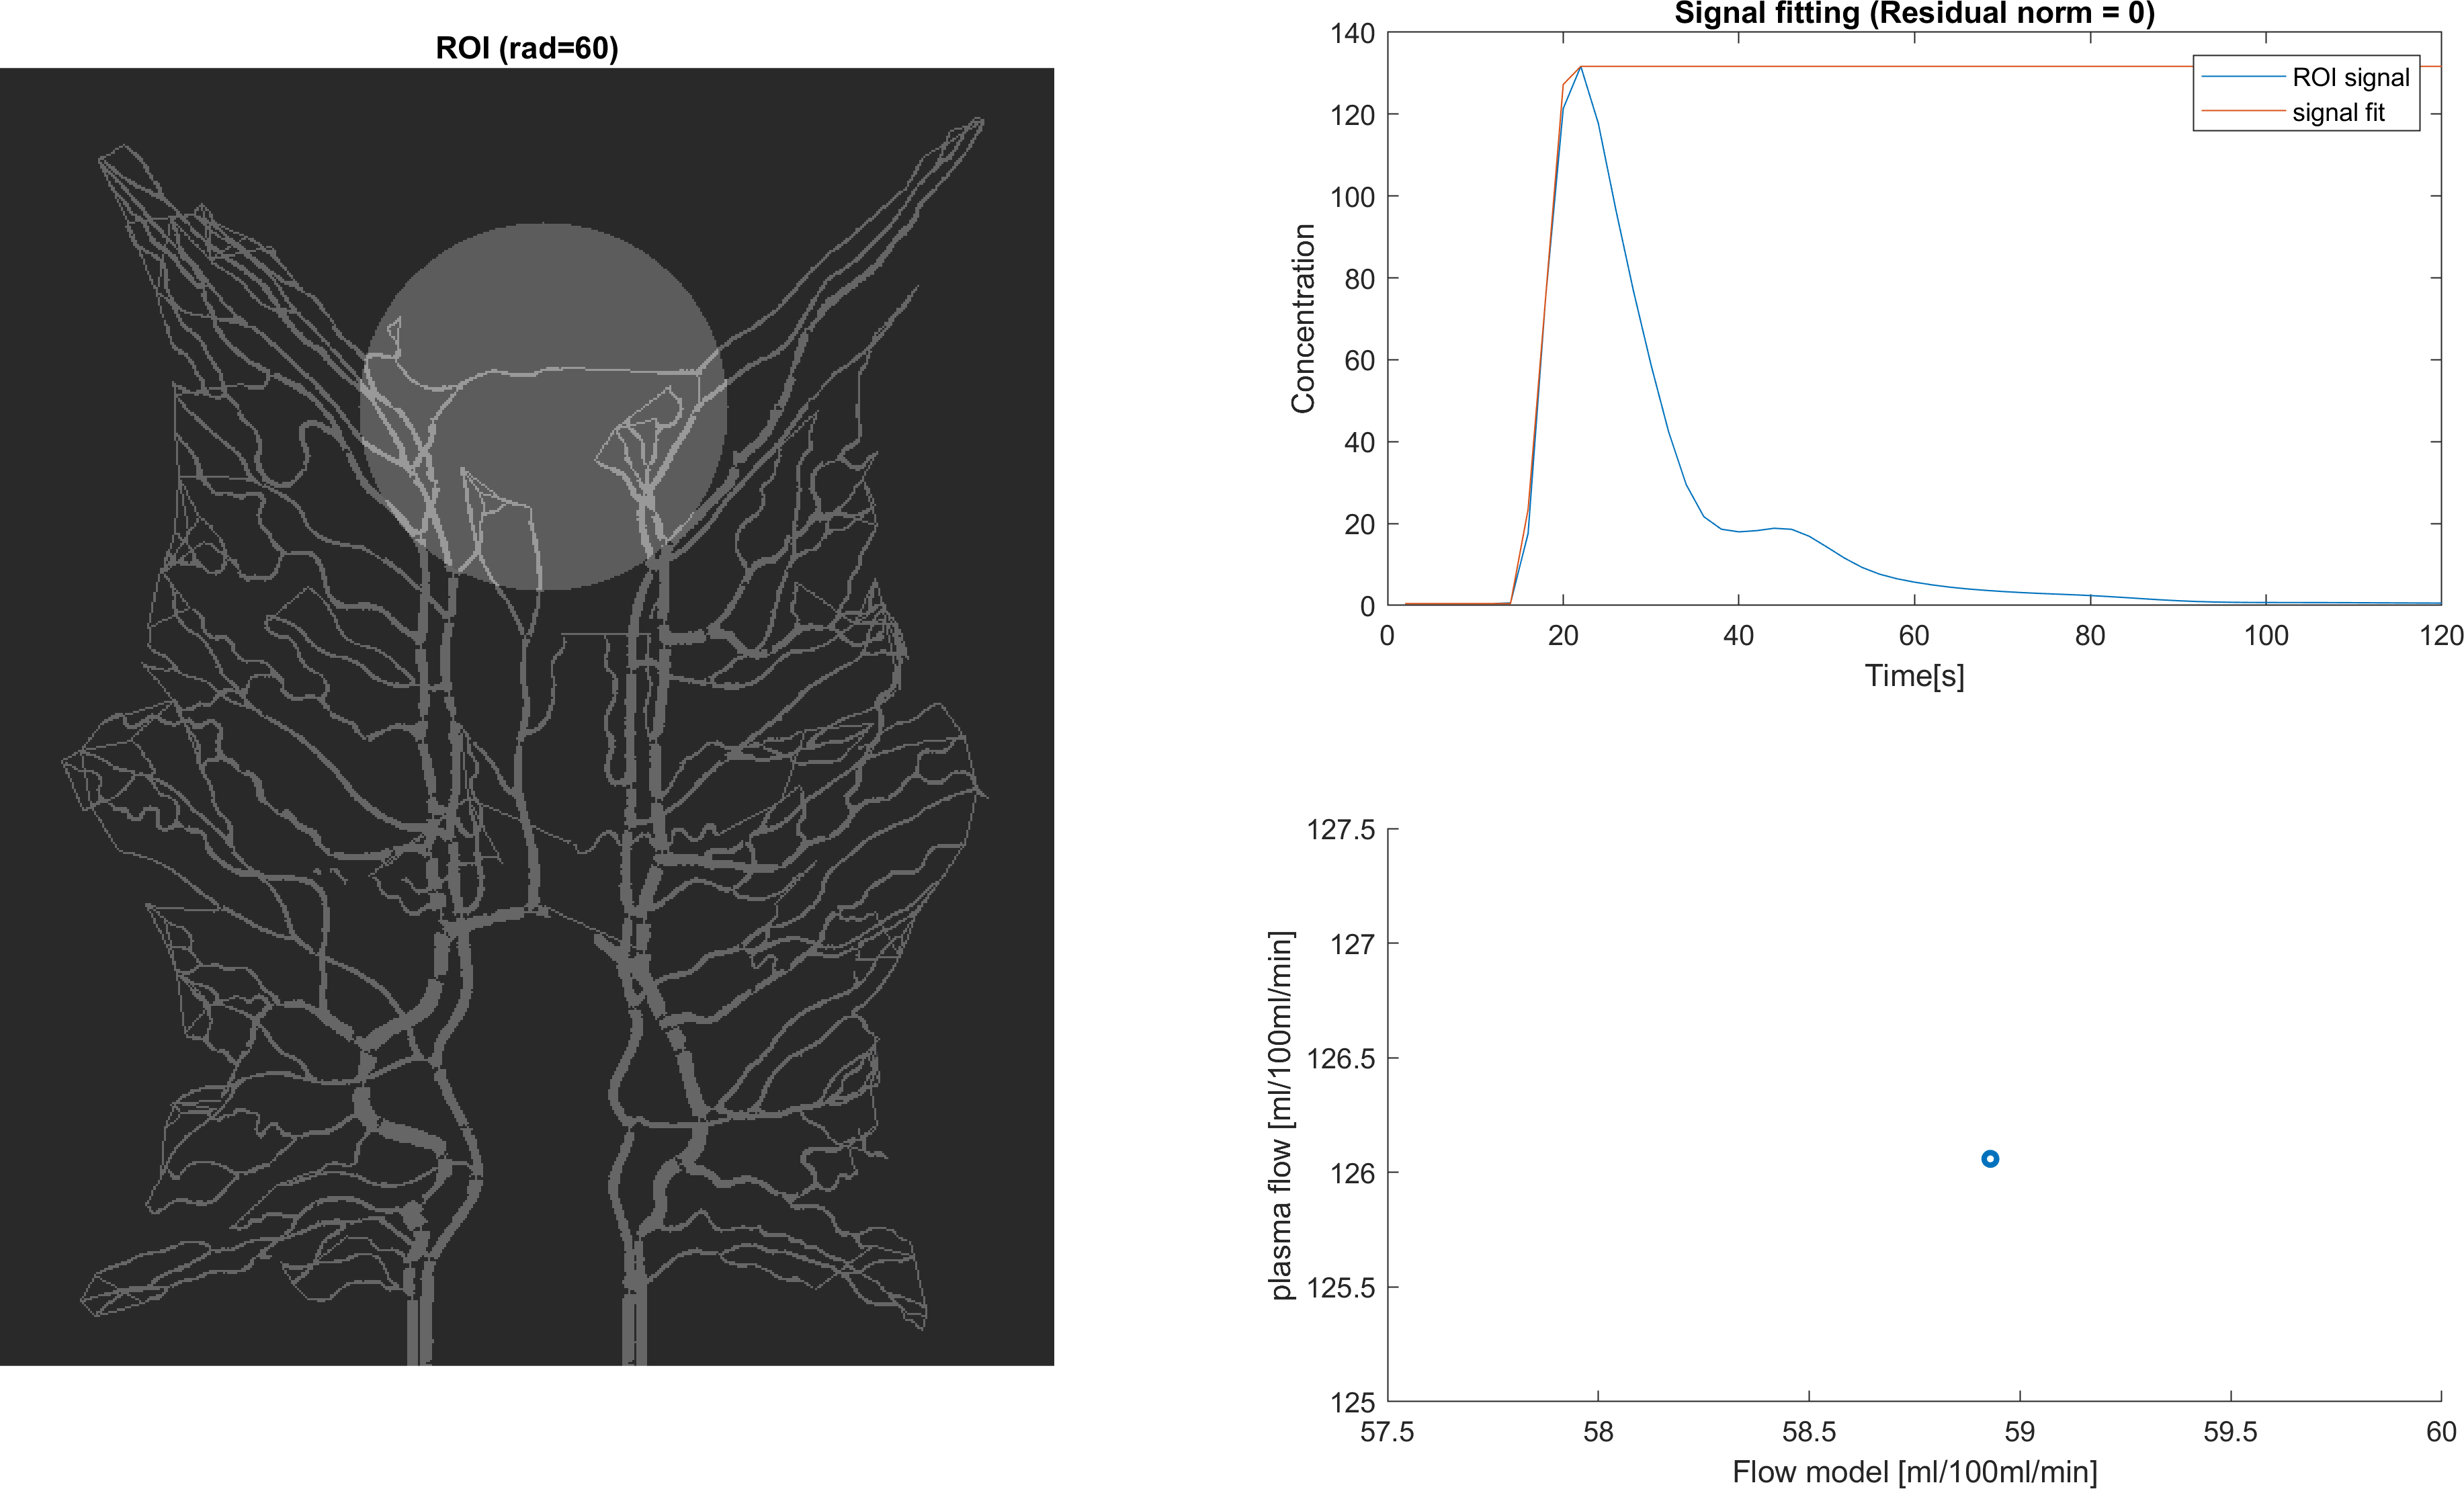 ROI (rad=60)
Signal fitting (Residual norm = 0)
140
120
100
80
60
40
20
0
Concentration
ROI signal
signal fit
0 20 40 60 80 100 120
Time[s]
127.5
127
126.5
126
125.5
125
plasma flow [ml/100ml/min]
57.5 58 58.5 59 59.5 60
Flow model [ml/100ml/min]